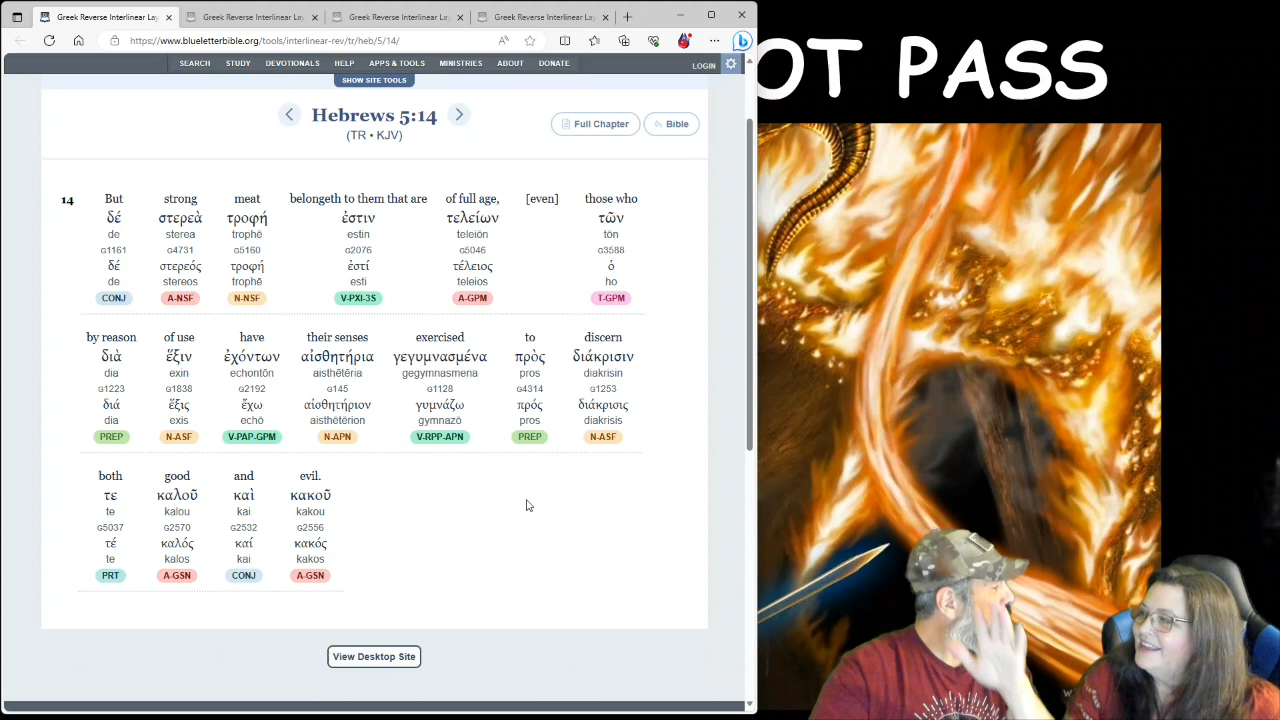 Greek Reverse Interlinear Lay
Greek Reverse Interlinear Lay
Greek Reverse Interlinear Lay
Greek Reverse Interlinear Lay
https://www.blueletterbible.org/tools/interlinear-rev/tr/heb/5/14/
SEARCH STUDY DEVOTIONALS HELP APPS & TOOLS MINISTRIES ABOUT DONATE LOGIN
SHOW SITE TOOLS
Hebrews 5:14
(TR • KJV)
Full Chapter Bible
14 But strong meat belongeth to them that are of full age, [even] those who
δέ στερεὰ τροφή ἐστιν τελείων τῶν
de sterea trophē estin teleiōn tōn
G1161 G4731 G5160 G2076 G5046 G3588
δέ στερεός τροφή ἐστί τέλειος ὁ
de stereos trophē esti teleios ho
CONJ A-NSF N-NSF V-PXI-3S A-GPM T-GPM
by reason of use have their senses exercised to discern
διὰ ἕξιν ἐχόντων αἰσθητήρια γεγυμνασμένα πρὸς διάκρισιν
dia exin echontōn aisthētēria gegymnasmena pros diakrisin
G1223 G1838 G2192 G145 G1128 G4314 G1253
διά ἕξις ἔχω αἰσθητήριον γυμνάζω πρός διάκρισις
dia exis echō aisthētērion gymnazō pros diakrisis
PREP N-ASF V-PAP-GPM N-APN V-RPP-APN PREP N-ASF
both good and evil.
τε καλοῦ καὶ κακοῦ
te kalou kai kakou
G5037 G2570 G2532 G2556
τέ καλός καί κακός
te kalos kai kakos
PRT A-GSN CONJ A-GSN
View Desktop Site
OT PASS